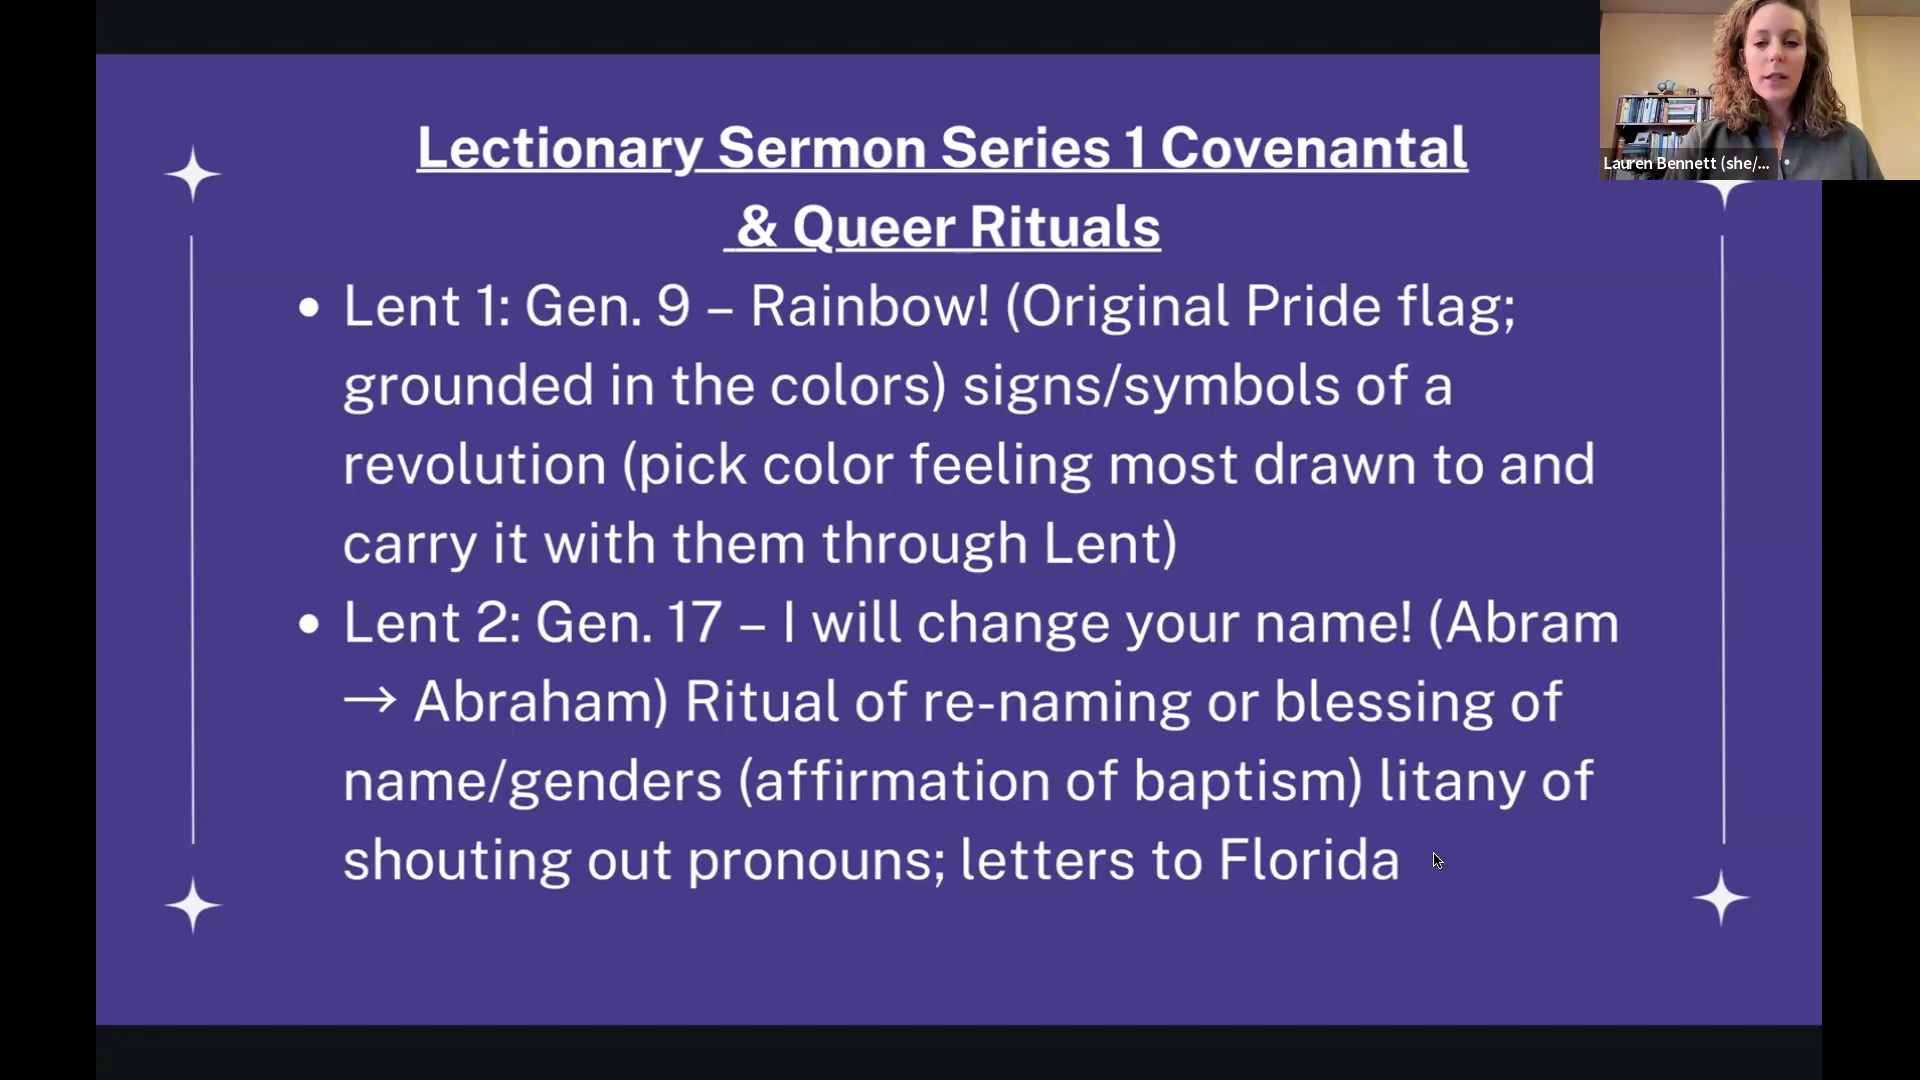 Lectionary Sermon Series 1 Covenantal
& Queer Rituals
• Lent 1: Gen. 9 – Rainbow! (Original Pride flag;
grounded in the colors) signs/symbols of a
revolution (pick color feeling most drawn to and
carry it with them through Lent)
• Lent 2: Gen. 17 – I will change your name! (Abram
→ Abraham) Ritual of re-naming or blessing of
name/genders (affirmation of baptism) litany of
shouting out pronouns; letters to Florida
Lauren Bennett (she/...